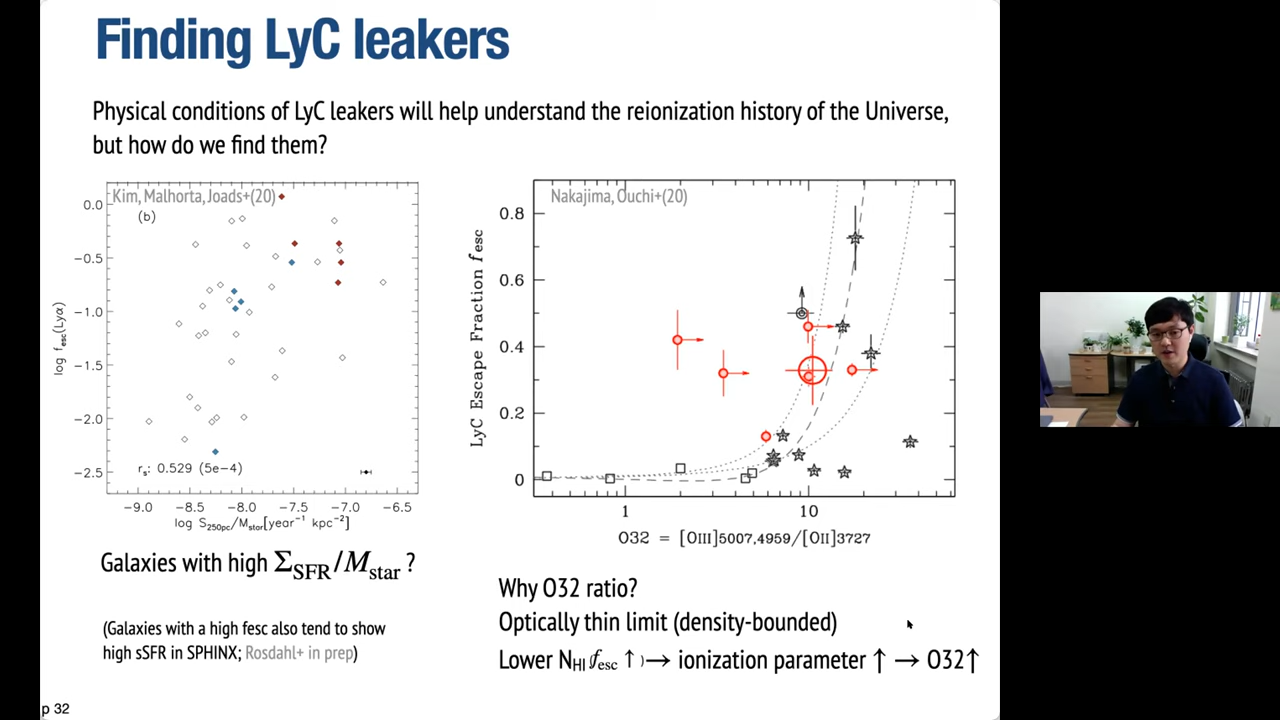 Finding LyC leakers
Physical conditions of LyC leakers will help understand the reionization history of the Universe,
but how do we find them?
Kim, Malhorta, Joads+(20)
(b)
log fesc(Lyα)
0.0
−0.5
−1.0
−1.5
−2.0
−2.5
rs: 0.529 (5e−4)
−9.0 −8.5 −8.0 −7.5 −7.0 −6.5
log S250pc/Mstar[year−1 kpc−2]
Galaxies with high ΣSFR/Mstar ?
(Galaxies with a high fesc also tend to show
high sSFR in SPHINX; Rosdahl+ in prep)
Nakajima, Ouchi+(20)
LyC Escape Fraction fesc
0.8
0.6
0.4
0.2
0
1 10
O32 = [OIII]5007,4959/[OII]3727
Why O32 ratio?
Optically thin limit (density-bounded)
Lower NHI (fesc ↑) → ionization parameter ↑ → O32↑
p 32